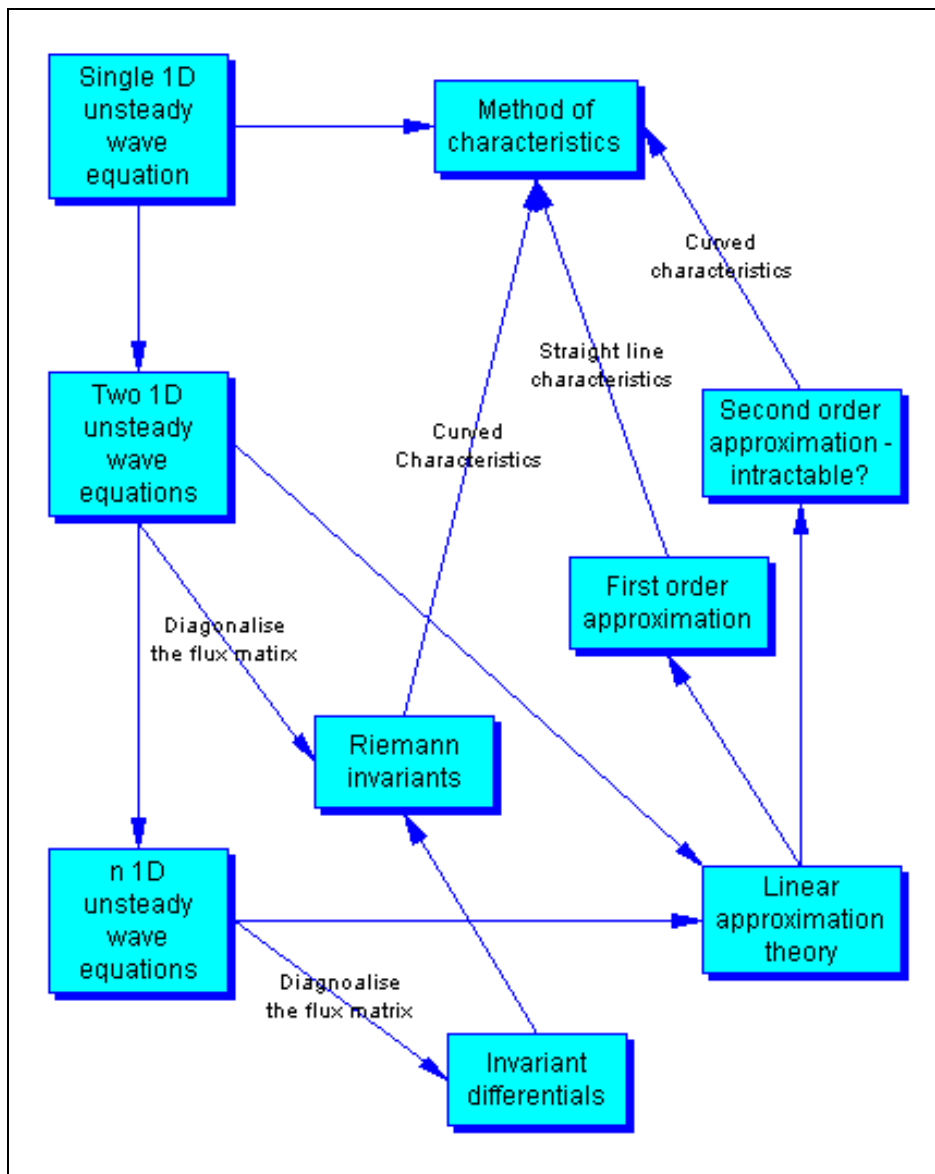 Single 1D
unsteady
wave
equation
Method of
characteristics
Curved
characteristics
Straight line
characteristics
Two 1D
unsteady
wave
equations
Curved
Characteristics
Second order
approximation -
intractable?
First order
approximation
Diagonalise
the flux matirx
Riemann
invariants
n 1D
unsteady
wave
equations
Linear
approximation
theory
Diagnoalise
the flux matrix
Invariant
differentials